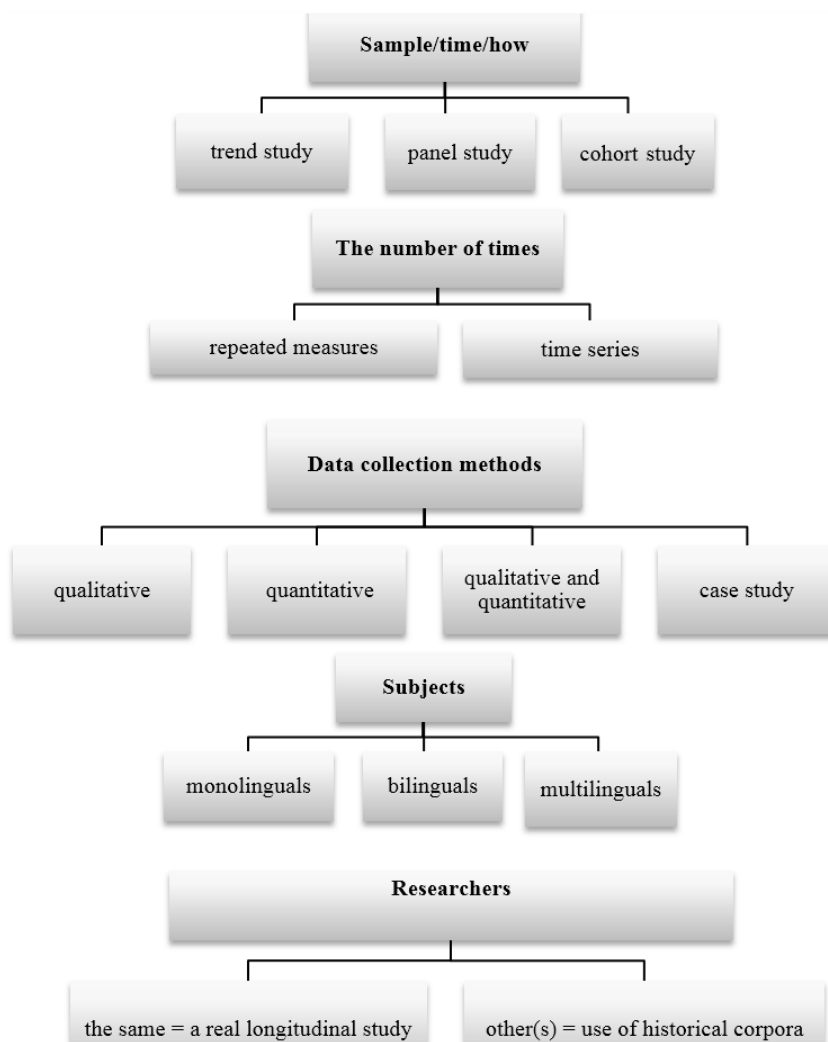 Sample/time/how
trend study
panel study
cohort study
The number of times
repeated measures
time series
Data collection methods
qualitative
quantitative
qualitative and
quantitative
case study
Subjects
monolinguals
bilinguals
multilinguals
Researchers
the same = a real longitudinal study
other(s) = use of historical corpora